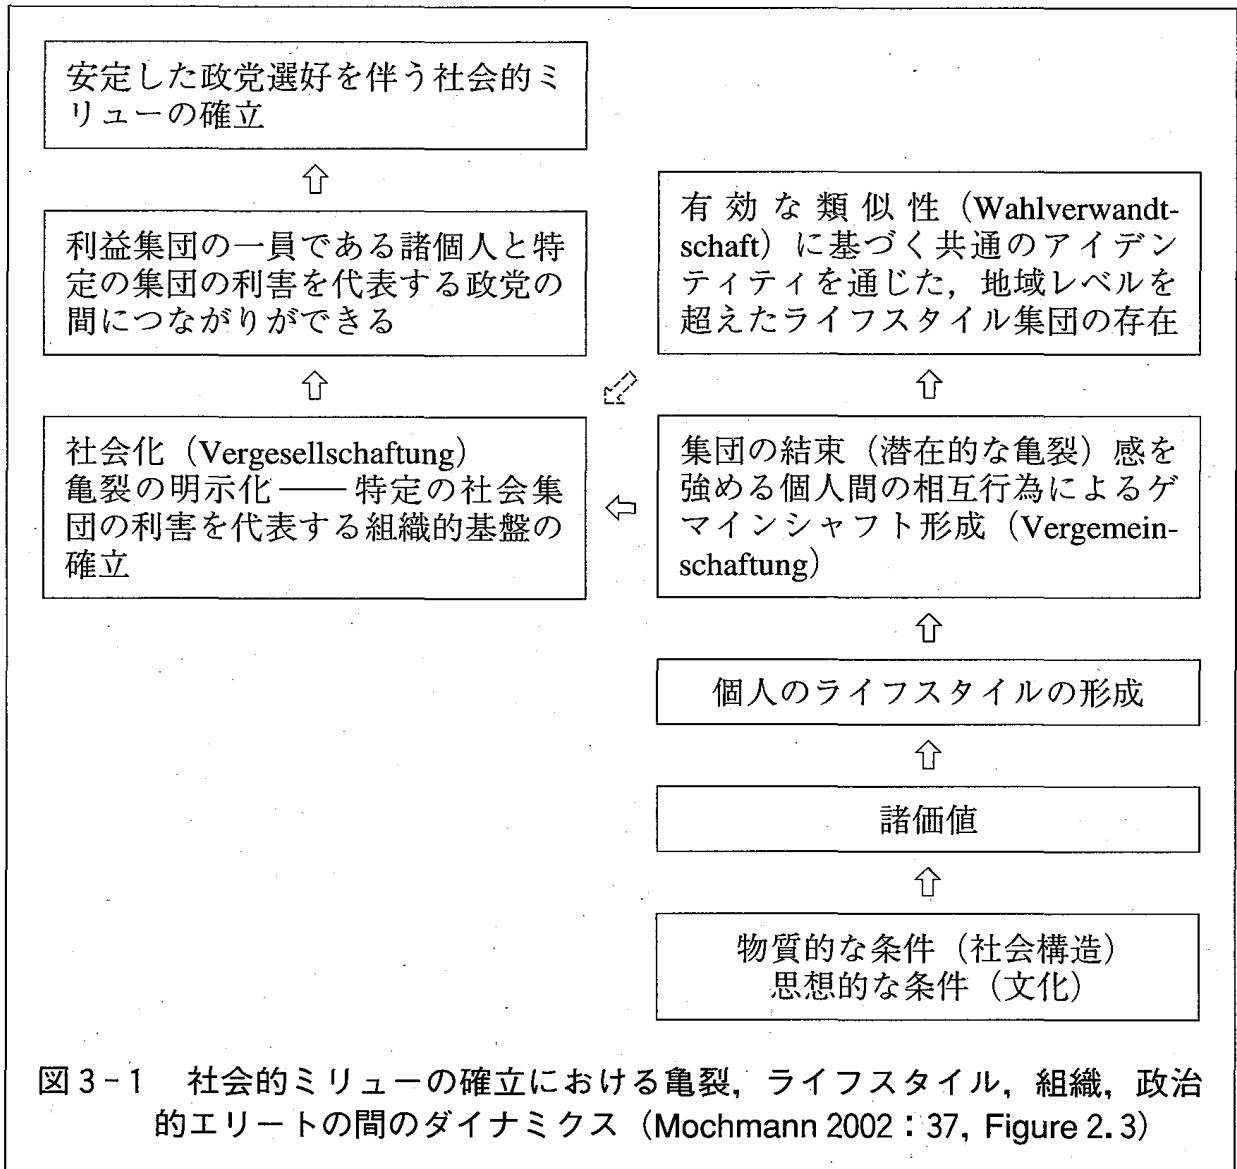 安定した政党選好を伴う社会的ミ
リューの確立
利益集団の一員である諸個人と特
定の集団の利害を代表する政党の
間につながりができる
社会化（Vergesellschaftung）
亀裂の明示化――特定の社会集
団の利害を代表する組織的基盤の
確立
有効な類似性（Wahlverwandt-
schaft）に基づく共通のアイデン
ティティを通じた，地域レベルを
超えたライフスタイル集団の存在
集団の結束（潜在的な亀裂）感を
強める個人間の相互行為によるゲ
マインシャフト形成（Vergemein-
schaftung）
個人のライフスタイルの形成
諸価値
物質的な条件（社会構造）
思想的な条件（文化）
図3-1　社会的ミリューの確立における亀裂，ライフスタイル，組織，政治
的エリートの間のダイナミクス（Mochmann 2002：37, Figure 2.3）